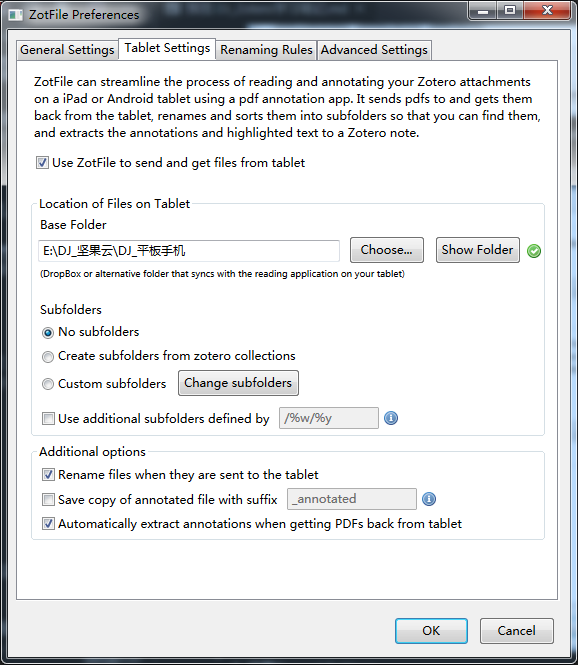 ZotFile Preferences
General Settings Tablet Settings Renaming Rules Advanced Settings
ZotFile can streamline the process of reading and annotating your Zotero attachments
on a iPad or Android tablet using a pdf annotation app. It sends pdfs to and gets them
back from the tablet, renames and sorts them into subfolders so that you can find them,
and extracts the annotations and highlighted text to a Zotero note.
Use ZotFile to send and get files from tablet
Location of Files on Tablet
Base Folder
E:\DJ_坚果云\DJ_平板手机 Choose... Show Folder
(DropBox or alternative folder that syncs with the reading application on your tablet)
Subfolders
No subfolders
Create subfolders from zotero collections
Custom subfolders Change subfolders
Use additional subfolders defined by /%w/%y
Additional options
Rename files when they are sent to the tablet
Save copy of annotated file with suffix _annotated
Automatically extract annotations when getting PDFs back from tablet
OK Cancel